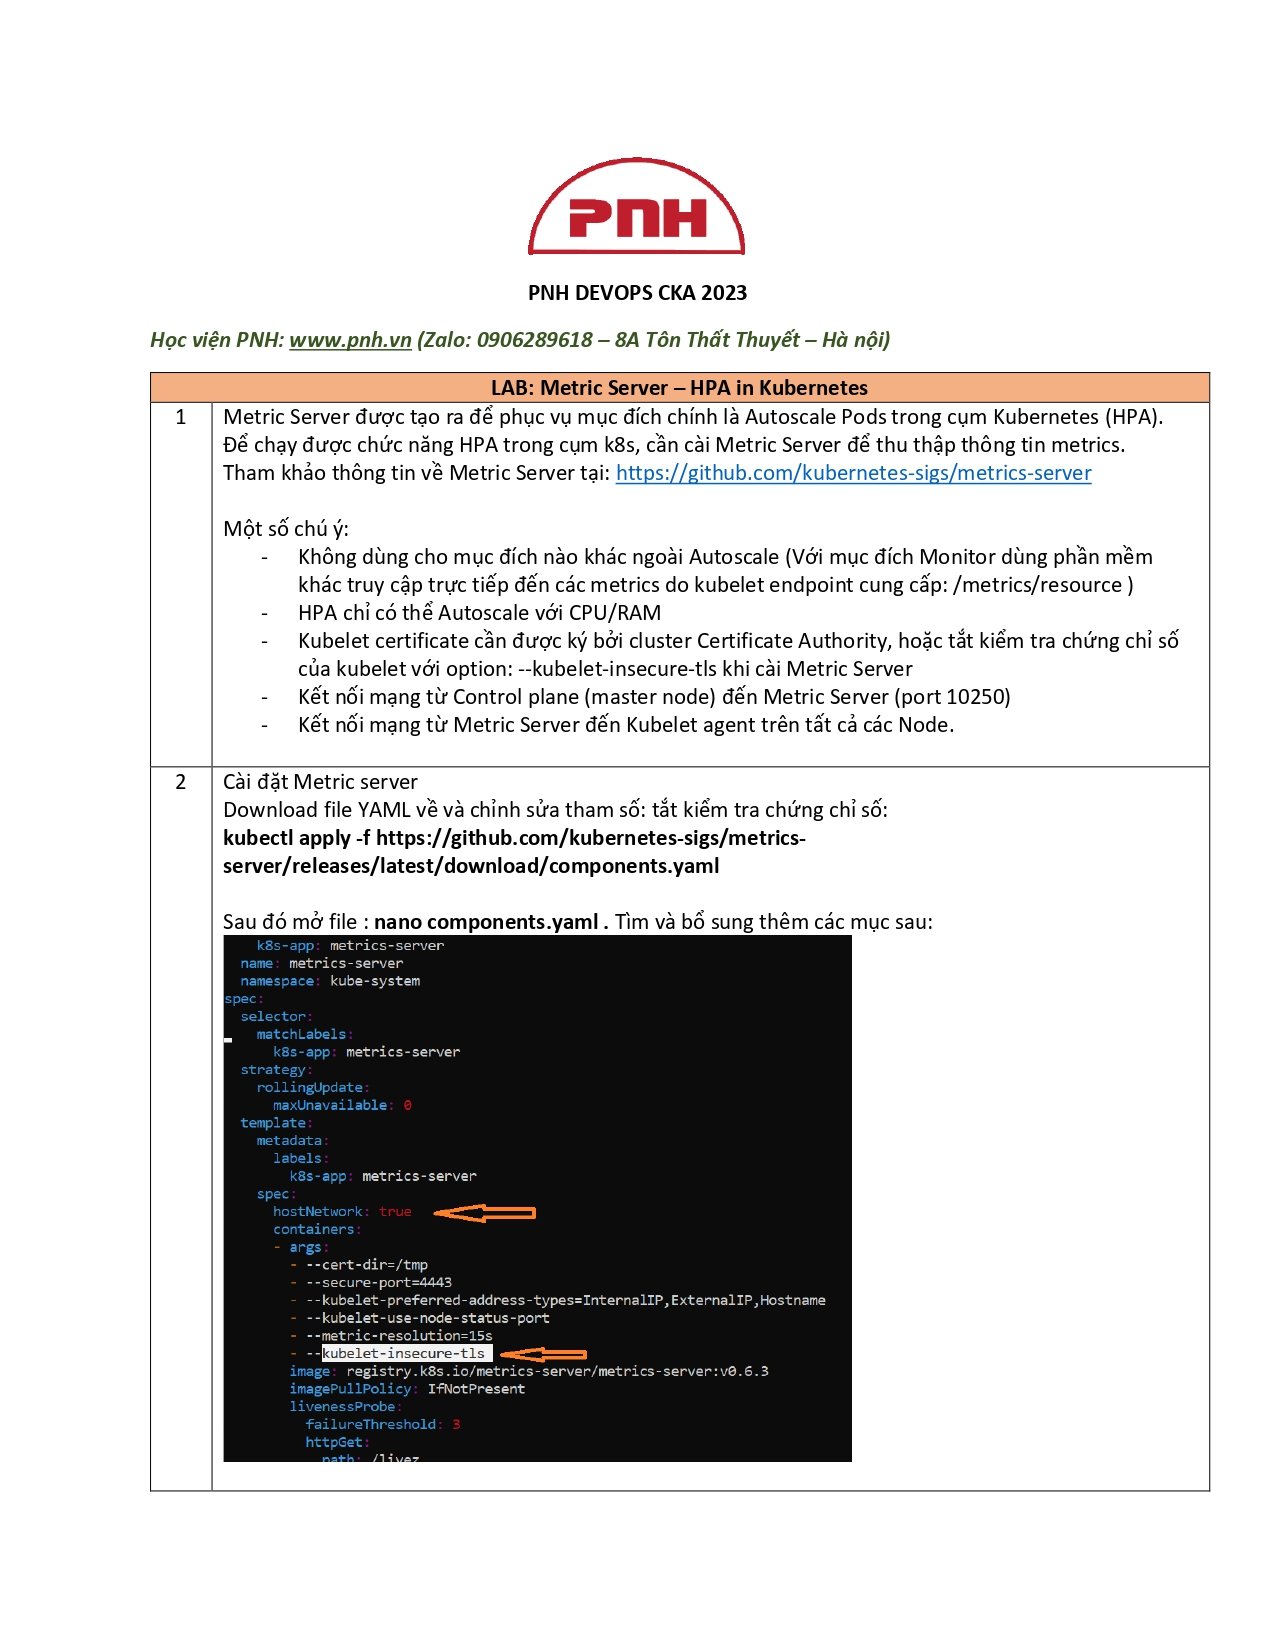 PNH
PNH DEVOPS CKA 2023
Học viện PNH: www.pnh.vn (Zalo: 0906289618 – 8A Tôn Thất Thuyết – Hà nội)
LAB: Metric Server – HPA in Kubernetes
1
Metric Server được tạo ra để phục vụ mục đích chính là Autoscale Pods trong cụm Kubernetes (HPA).
Để chạy được chức năng HPA trong cụm k8s, cần cài Metric Server để thu thập thông tin metrics.
Tham khảo thông tin về Metric Server tại: https://github.com/kubernetes-sigs/metrics-server
Một số chú ý:
- Không dùng cho mục đích nào khác ngoài Autoscale (Với mục đích Monitor dùng phần mềm
khác truy cập trực tiếp đến các metrics do kubelet endpoint cung cấp: /metrics/resource )
- HPA chỉ có thể Autoscale với CPU/RAM
- Kubelet certificate cần được ký bởi cluster Certificate Authority, hoặc tắt kiểm tra chứng chỉ số
của kubelet với option: --kubelet-insecure-tls khi cài Metric Server
- Kết nối mạng từ Control plane (master node) đến Metric Server (port 10250)
- Kết nối mạng từ Metric Server đến Kubelet agent trên tất cả các Node.
2
Cài đặt Metric server
Download file YAML về và chỉnh sửa tham số: tắt kiểm tra chứng chỉ số:
kubectl apply -f https://github.com/kubernetes-sigs/metrics-
server/releases/latest/download/components.yaml
Sau đó mở file : nano components.yaml . Tìm và bổ sung thêm các mục sau:
k8s-app: metrics-server
name: metrics-server
namespace: kube-system
spec:
selector:
matchLabels:
k8s-app: metrics-server
strategy:
rollingUpdate:
maxUnavailable: 0
template:
metadata:
labels:
k8s-app: metrics-server
spec:
hostNetwork: true
containers:
- args:
- --cert-dir=/tmp
- --secure-port=4443
- --kubelet-preferred-address-types=InternalIP,ExternalIP,Hostname
- --kubelet-use-node-status-port
- --metric-resolution=15s
- --kubelet-insecure-tls
image: registry.k8s.io/metrics-server/metrics-server:v0.6.3
imagePullPolicy: IfNotPresent
livenessProbe:
failureThreshold: 3
httpGet:
path: /livez